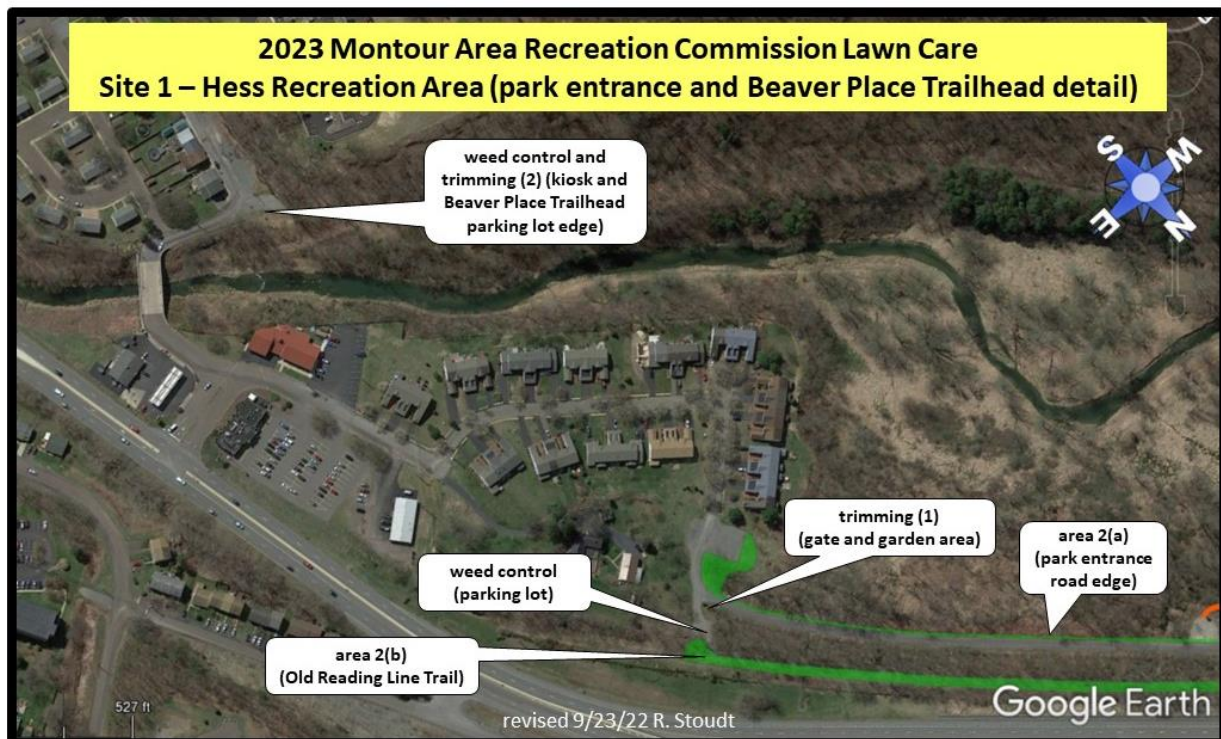 2023 Montour Area Recreation Commission Lawn Care
Site 1 – Hess Recreation Area (park entrance and Beaver Place Trailhead detail)
weed control and
trimming (2) (kiosk and
Beaver Place Trailhead
parking lot edge)
S
W
E
N
trimming (1)
(gate and garden area)
area 2(a)
(park entrance
road edge)
weed control
(parking lot)
area 2(b)
(Old Reading Line Trail)
527 ft
revised 9/23/22 R. Stoudt
Google Earth